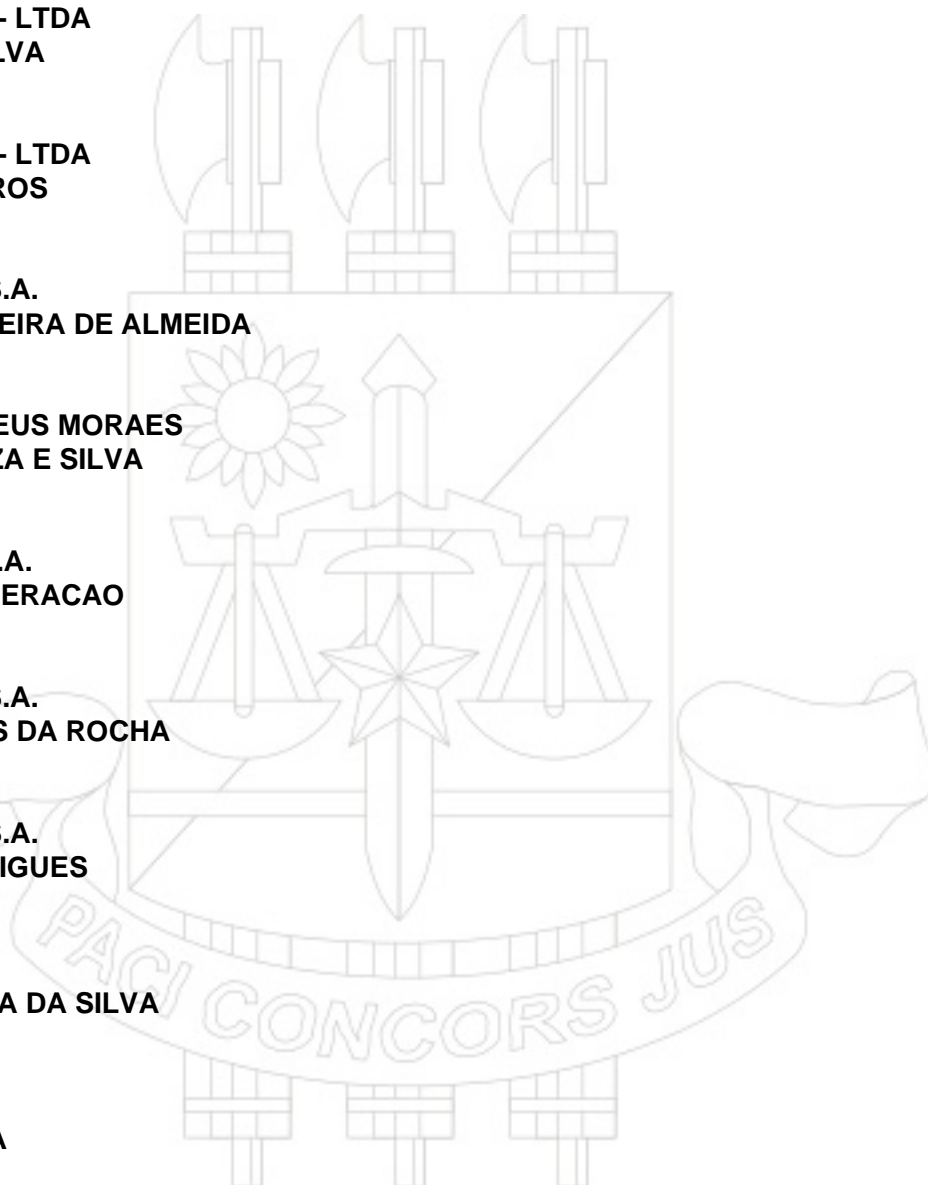 - LTDA
LVA
- LTDA
ROS
S.A.
EIRA DE ALMEIDA
EUS MORAES
ZA E SILVA
.A.
ERACAO
S.A.
S DA ROCHA
S.A.
IGUES
A DA SILVA
A
PACI CONCORS JUS